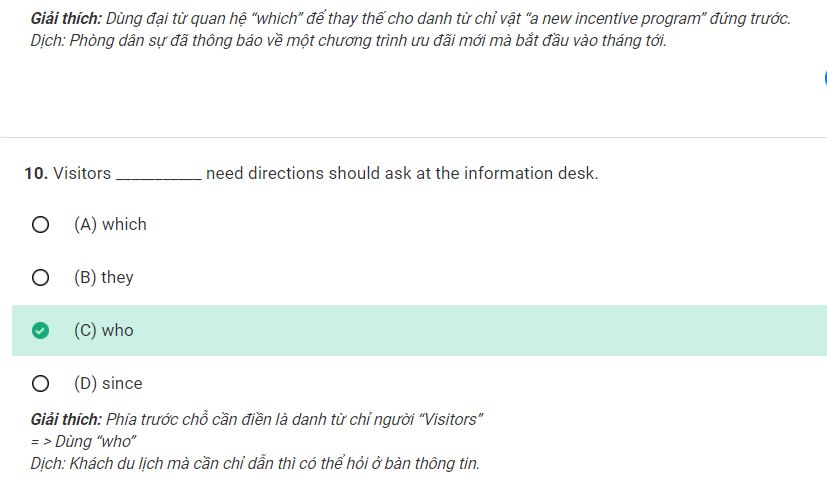 Giải thích: Dùng đại từ quan hệ “which” để thay thế cho danh từ chỉ vật “a new incentive program” đứng trước.
Dịch: Phòng dân sự đã thông báo về một chương trình ưu đãi mới mà bắt đầu vào tháng tới.
10. Visitors ___________ need directions should ask at the information desk.
(A) which
(B) they
(C) who
(D) since
Giải thích: Phía trước chỗ cần điền là danh từ chỉ người “Visitors”
= > Dùng “who”
Dịch: Khách du lịch mà cần chỉ dẫn thì có thể hỏi ở bàn thông tin.